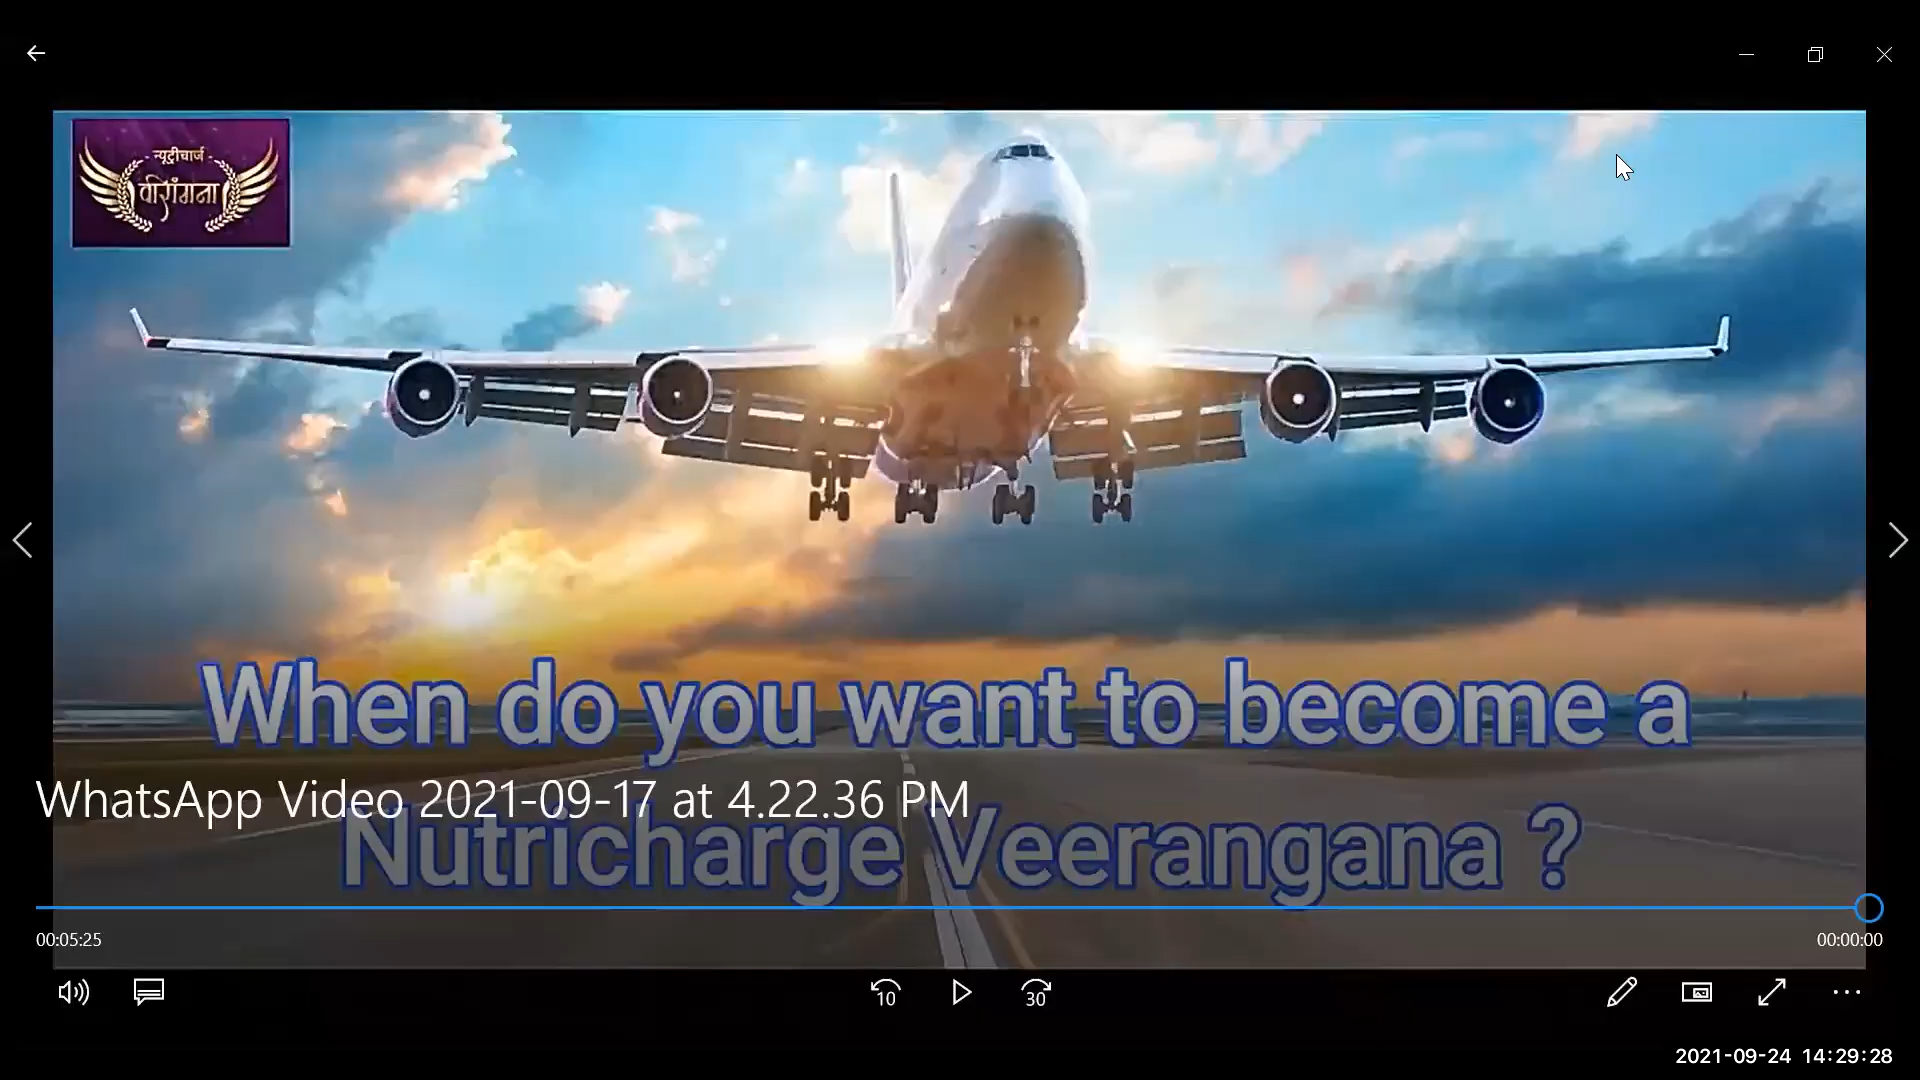 न्यूट्रीचार्ज
वीरांगना
When do you want to become a
WhatsApp Video 2021-09-17 at 4.22.36 PM
Nutricharge Veerangana ?
00:05:25
00:00:00
10
30
2021-09-24 14:29:28